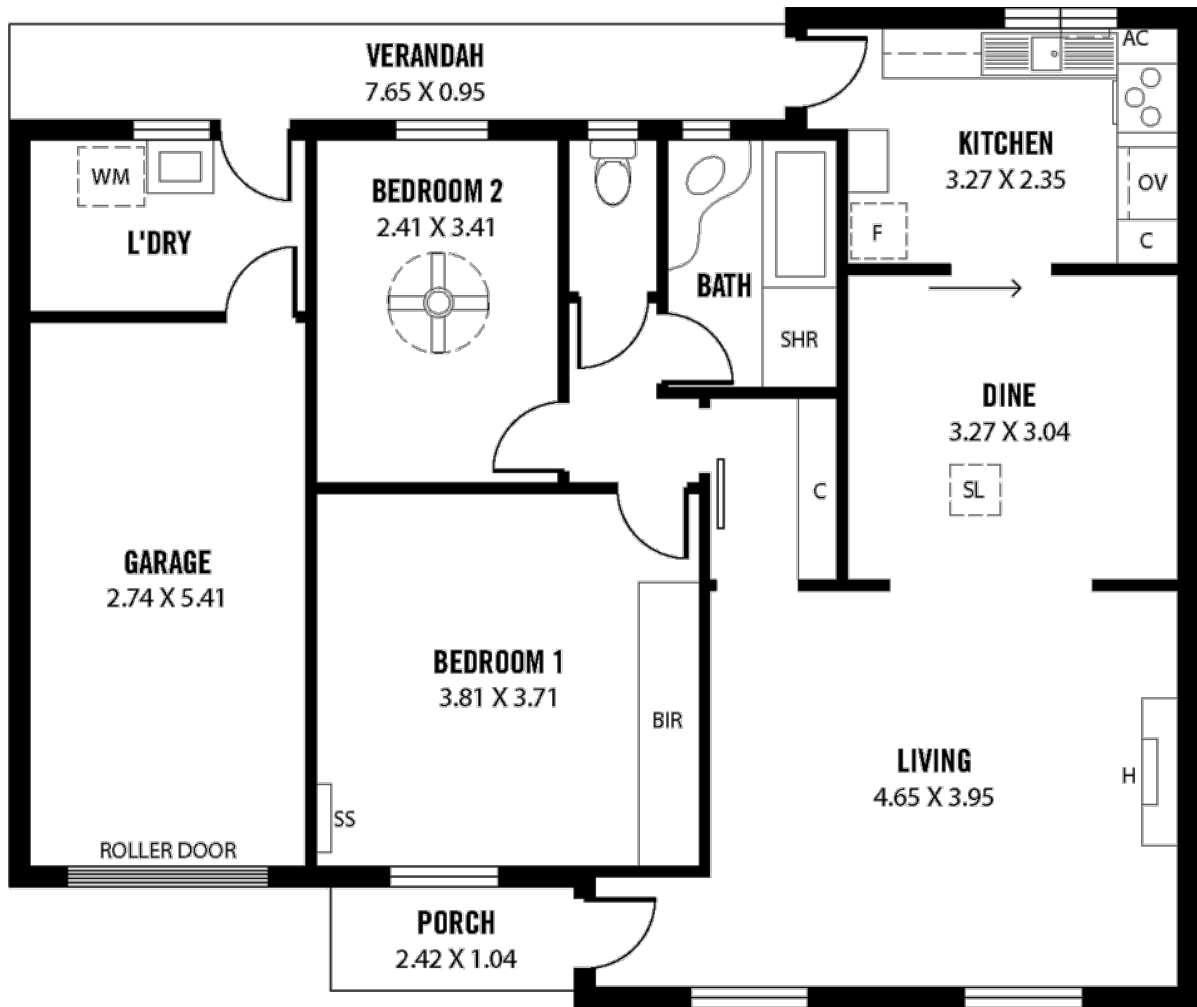 VERANDAH
7.65 X 0.95
AC
KITCHEN
3.27 X 2.35
WM
L'DRY
BEDROOM 2
2.41 X 3.41
OV
F
C
BATH
SHR
DINE
3.27 X 3.04
SL
C
GARAGE
2.74 X 5.41
BEDROOM 1
3.81 X 3.71
BIR
LIVING
4.65 X 3.95
H
SS
ROLLER DOOR
PORCH
2.42 X 1.04